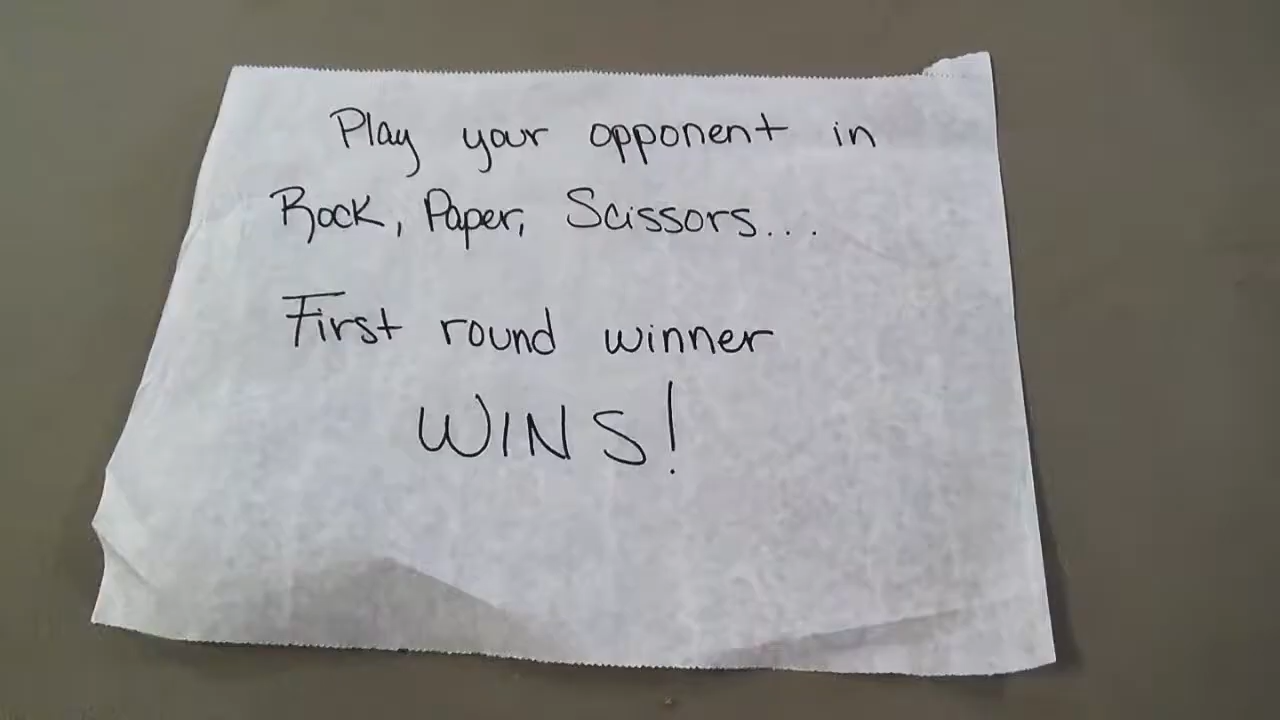 Play your opponent in
Rock, Paper, Scissors...
First round winner
WINS!